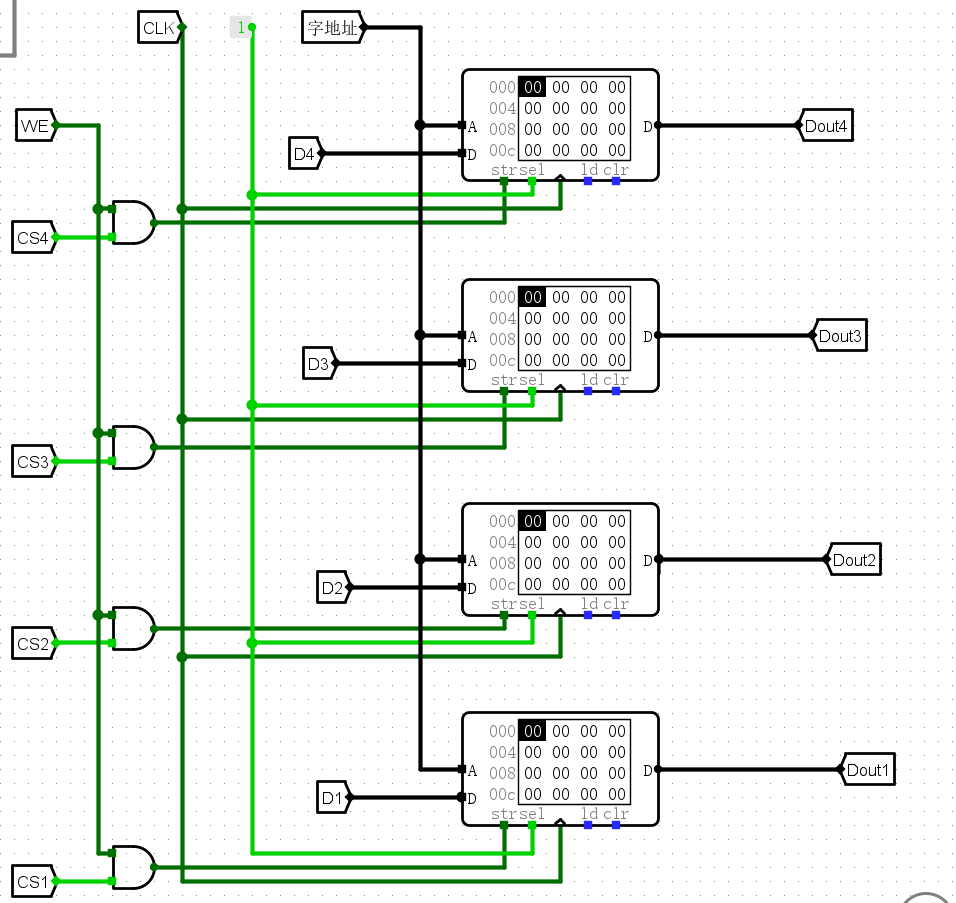 CLK
1
字地址
000 00 00 00 00
WE
004 00 00 00 00
008 00 00 00 00
A
D
Dout4
D4
D
00c 00 00 00 00
str sel ld clr
CS4
000 00 00 00 00
004 00 00 00 00
008 00 00 00 00
A
D
Dout3
D3
D
00c 00 00 00 00
str sel ld clr
CS3
000 00 00 00 00
004 00 00 00 00
008 00 00 00 00
A
D
Dout2
D2
D
00c 00 00 00 00
str sel ld clr
CS2
000 00 00 00 00
004 00 00 00 00
008 00 00 00 00
A
D
Dout1
D1
D
00c 00 00 00 00
str sel ld clr
CS1